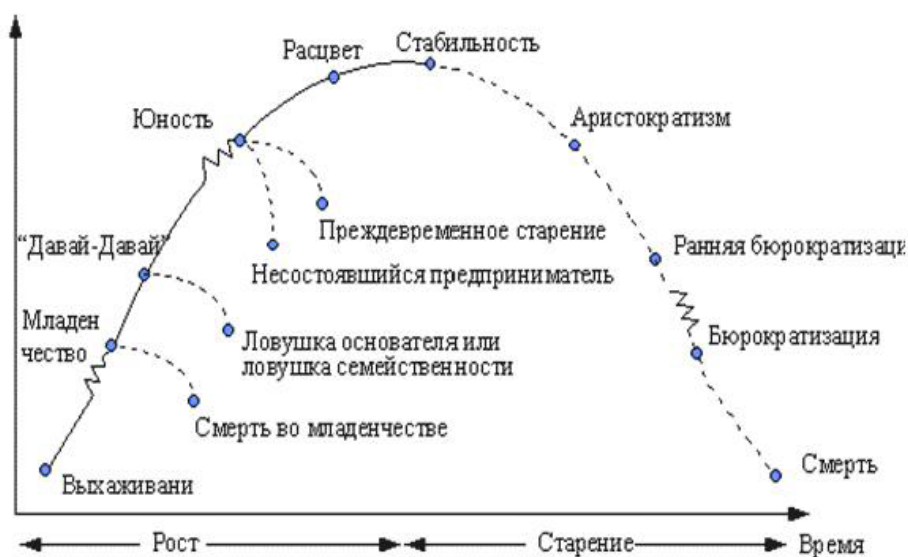 Стабильность
Расцвет
Юность
Аристократизм
Преждевременное старение
“Давай-Давай”
Ранняя бюрократизаци
Несостоявшийся предприниматель
Младен
чество
Бюрократизация
Ловушка основателя или
ловушка семейственности
Смерть во младенчестве
Смерть
Выхаживани
Рост
Старение
Время